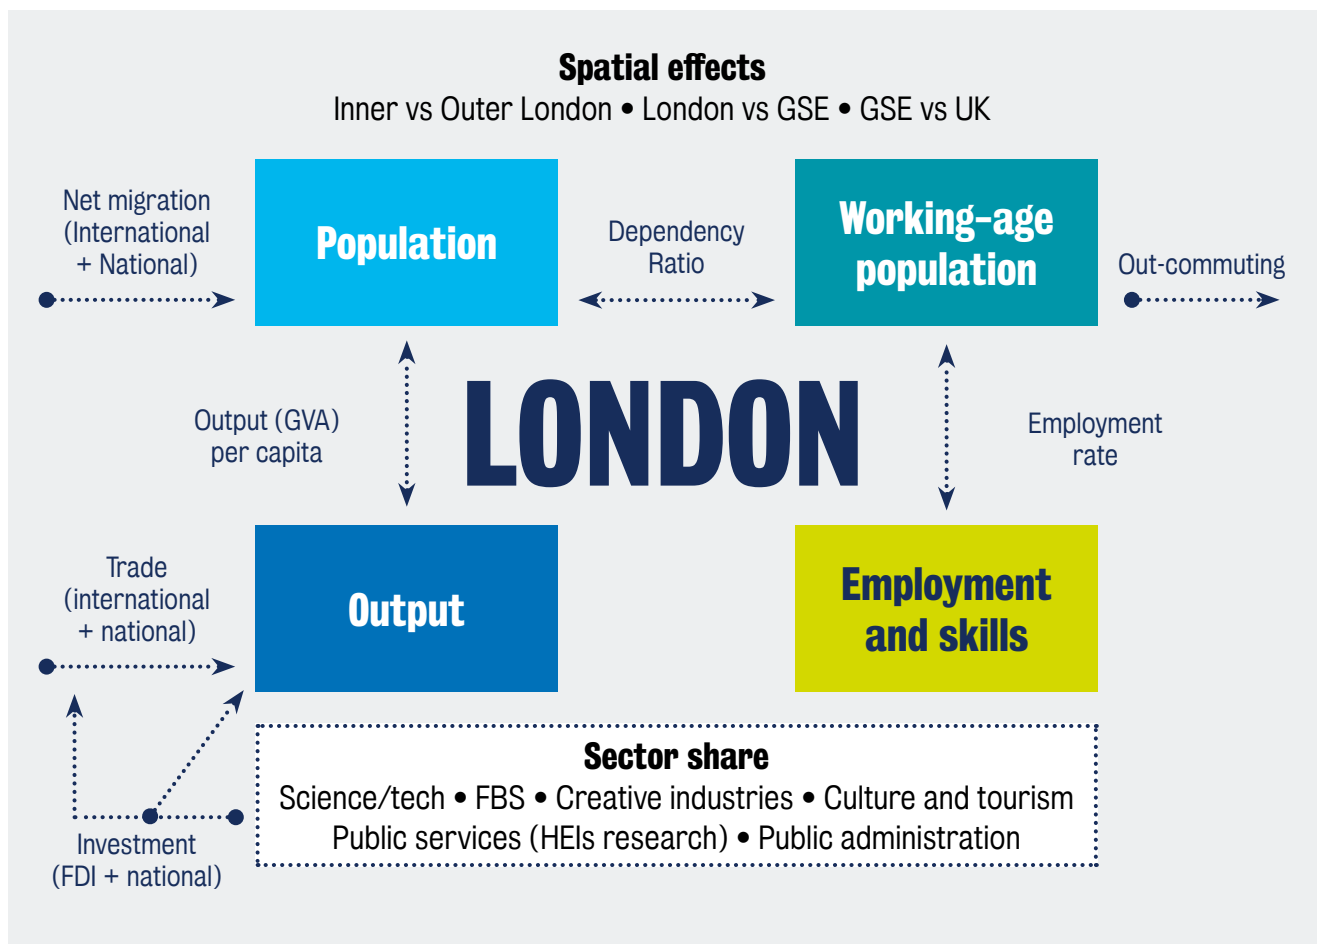 Spatial effects
Inner vs Outer London • London vs GSE • GSE vs UK
Net migration
(International
+ National)
Population
Dependency
Ratio
Working-age
population
Out-commuting
Output (GVA)
per capita
LONDON
Employment
rate
Trade
(international
+ national)
Output
Employment
and skills
Sector share
Science/tech • FBS • Creative industries • Culture and tourism
Public services (HEIs research) • Public administration
Investment
(FDI + national)